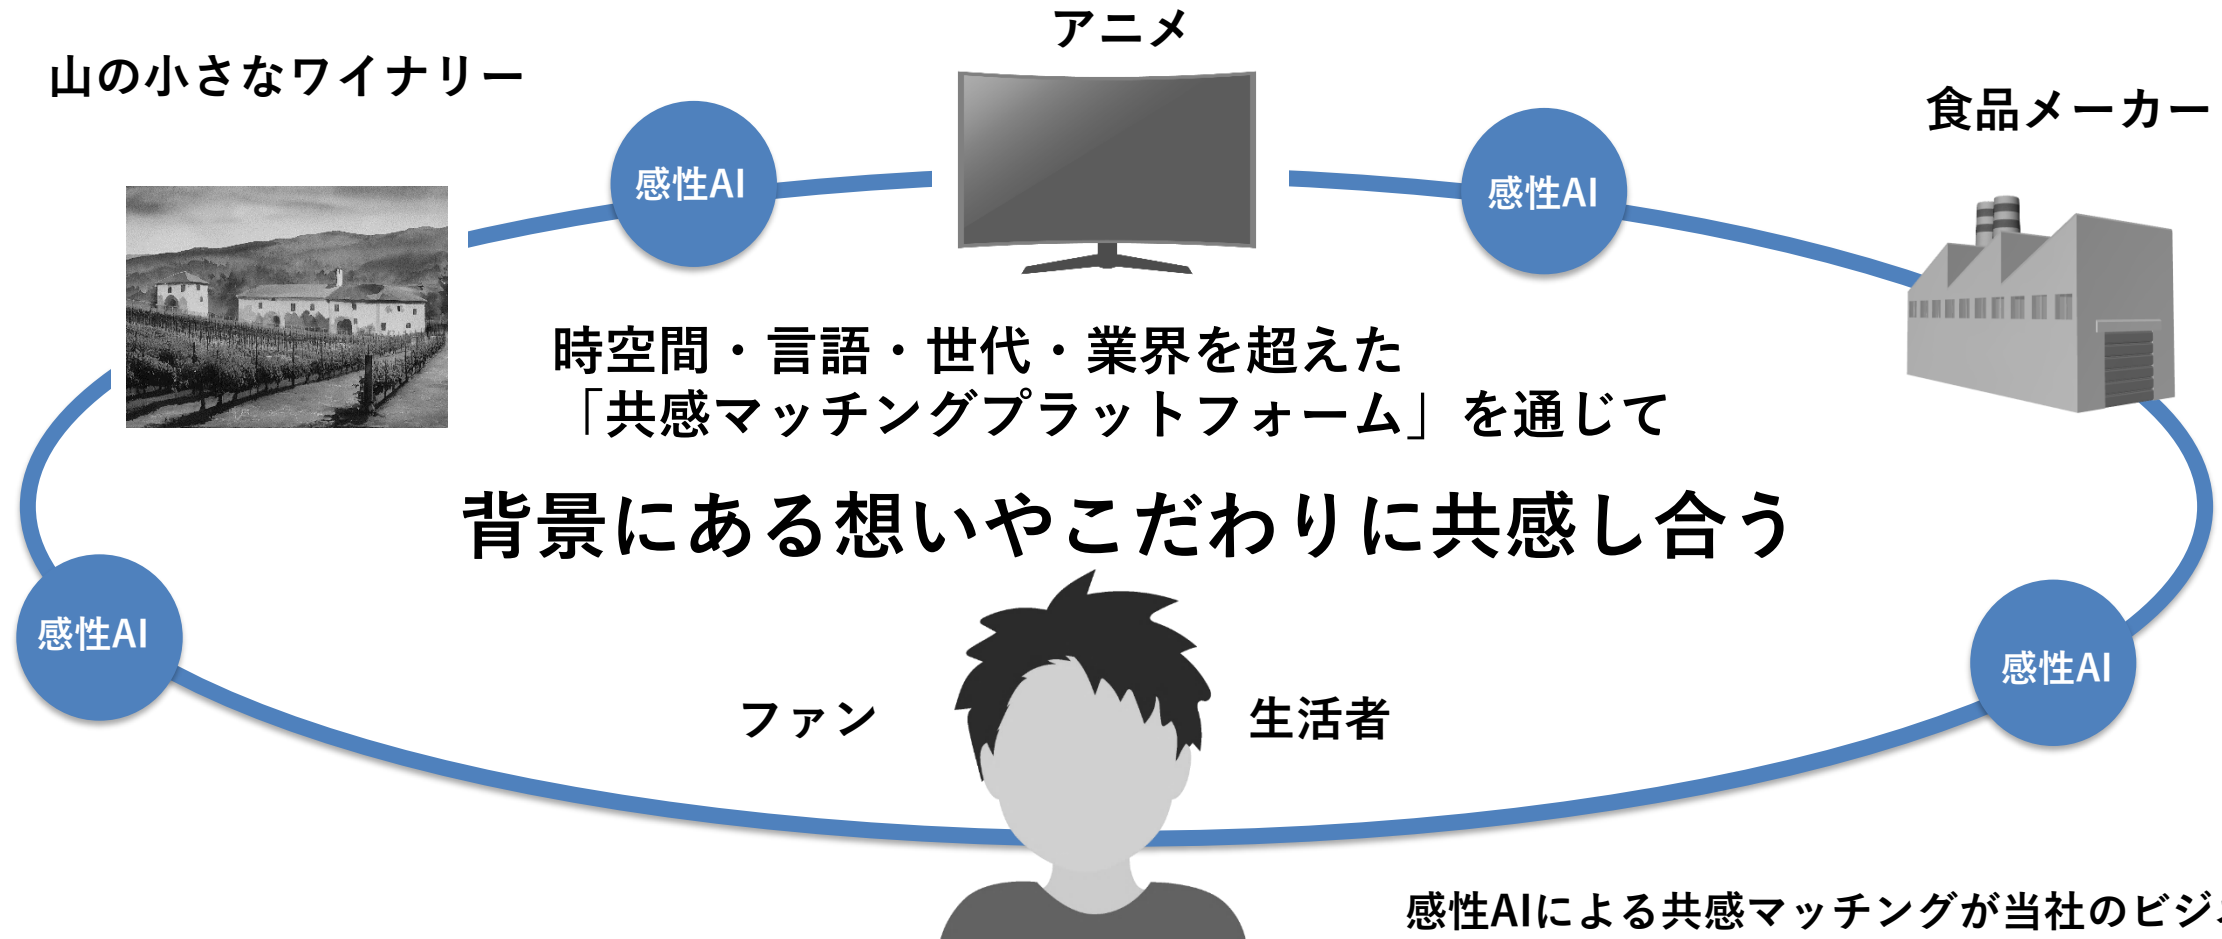 アニメ
山の小さなワイナリー
食品メーカー
感性AI
感性AI
時空間・言語・世代・業界を超えた
「共感マッチングプラットフォーム」を通じて
背景にある想いやこだわりに共感し合う
感性AI
感性AI
ファン
生活者
感性AIによる共感マッチングが当社のビジ